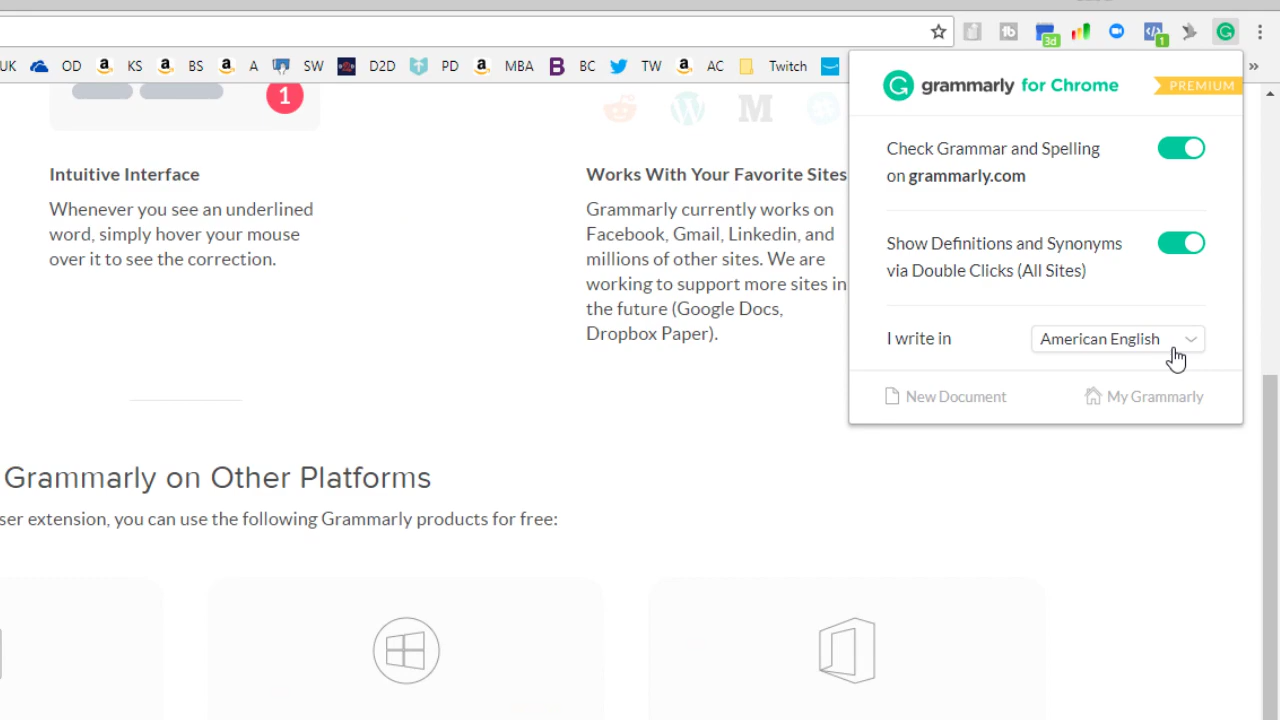 3d
1
UK OD KS BS A SW D2D PD MBA BC TW AC Twitch »
grammarly for Chrome PREMIUM
1
Check Grammar and Spelling
on grammarly.com
Intuitive Interface
Whenever you see an underlined
word, simply hover your mouse
over it to see the correction.
Works With Your Favorite Sites
Grammarly currently works on
Facebook, Gmail, Linkedin, and
millions of other sites. We are
working to support more sites in
the future (Google Docs,
Dropbox Paper).
Show Definitions and Synonyms
via Double Clicks (All Sites)
I write in American English
New Document My Grammarly
Grammarly on Other Platforms
ser extension, you can use the following Grammarly products for free: